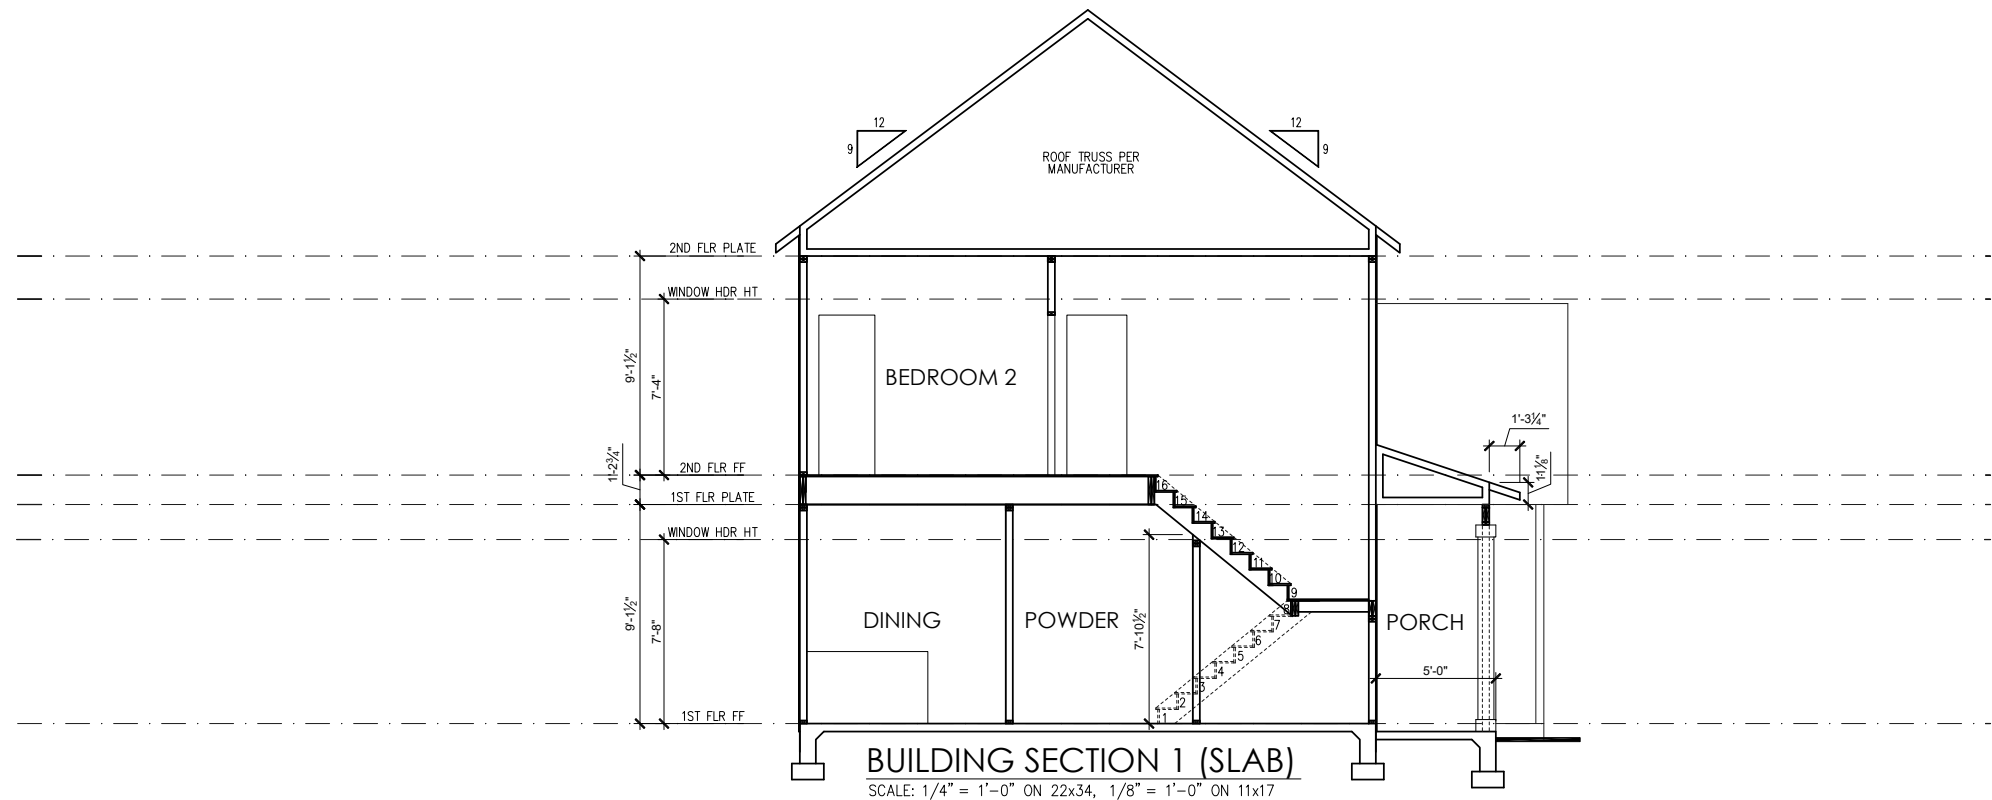 12
9
12
9
ROOF TRUSS PER
MANUFACTURER
2ND FLR PLATE
WINDOW HDR HT
9'-1½"
7'-4"
BEDROOM 2
1'-3¼"
1'-2¾"
2ND FLR FF
11⅛"
1ST FLR PLATE
16
15
14
13
12
11
10
9
8
7
6
5
4
3
2
1
WINDOW HDR HT
9'-1½"
7'-8"
DINING
POWDER
7'-10½"
PORCH
5'-0"
1ST FLR FF
BUILDING SECTION 1 (SLAB)
SCALE: 1/4" = 1'-0" ON 22x34, 1/8" = 1'-0" ON 11x17